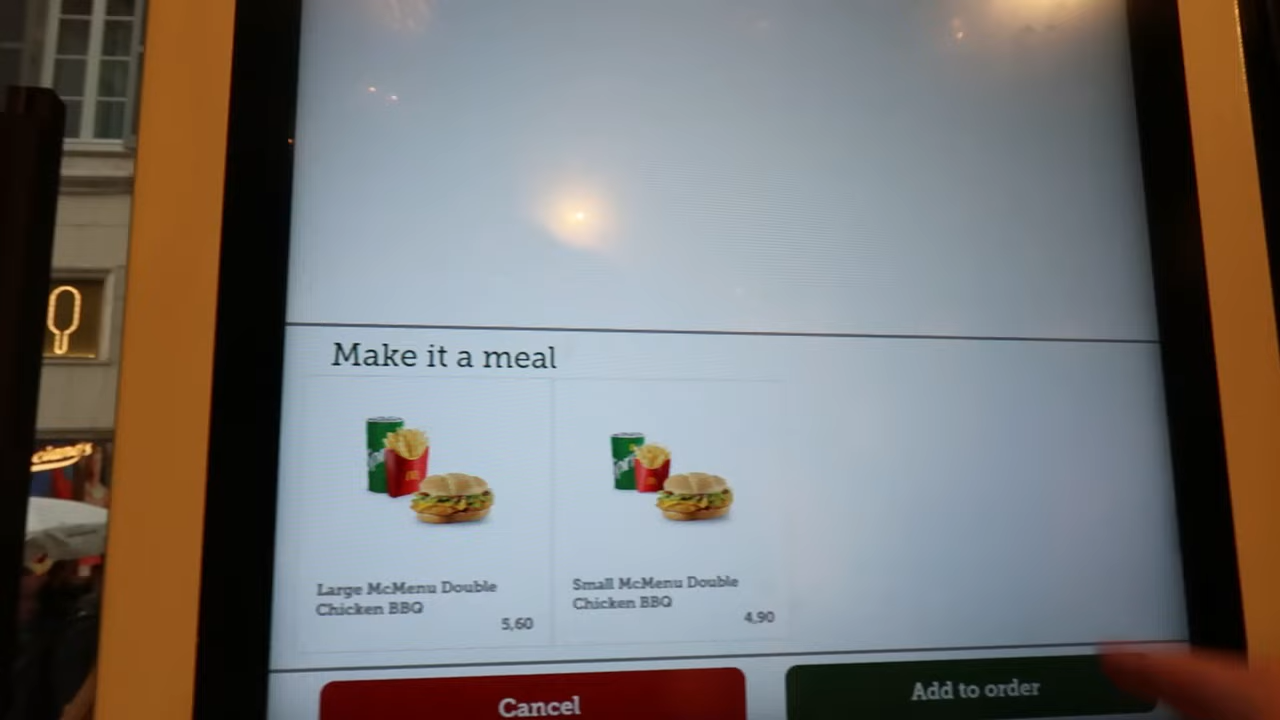 Make it a meal
Large McMenu Double
Chicken BBQ
5,60
Small McMenu Double
Chicken BBQ
4,90
Cancel
Add to order